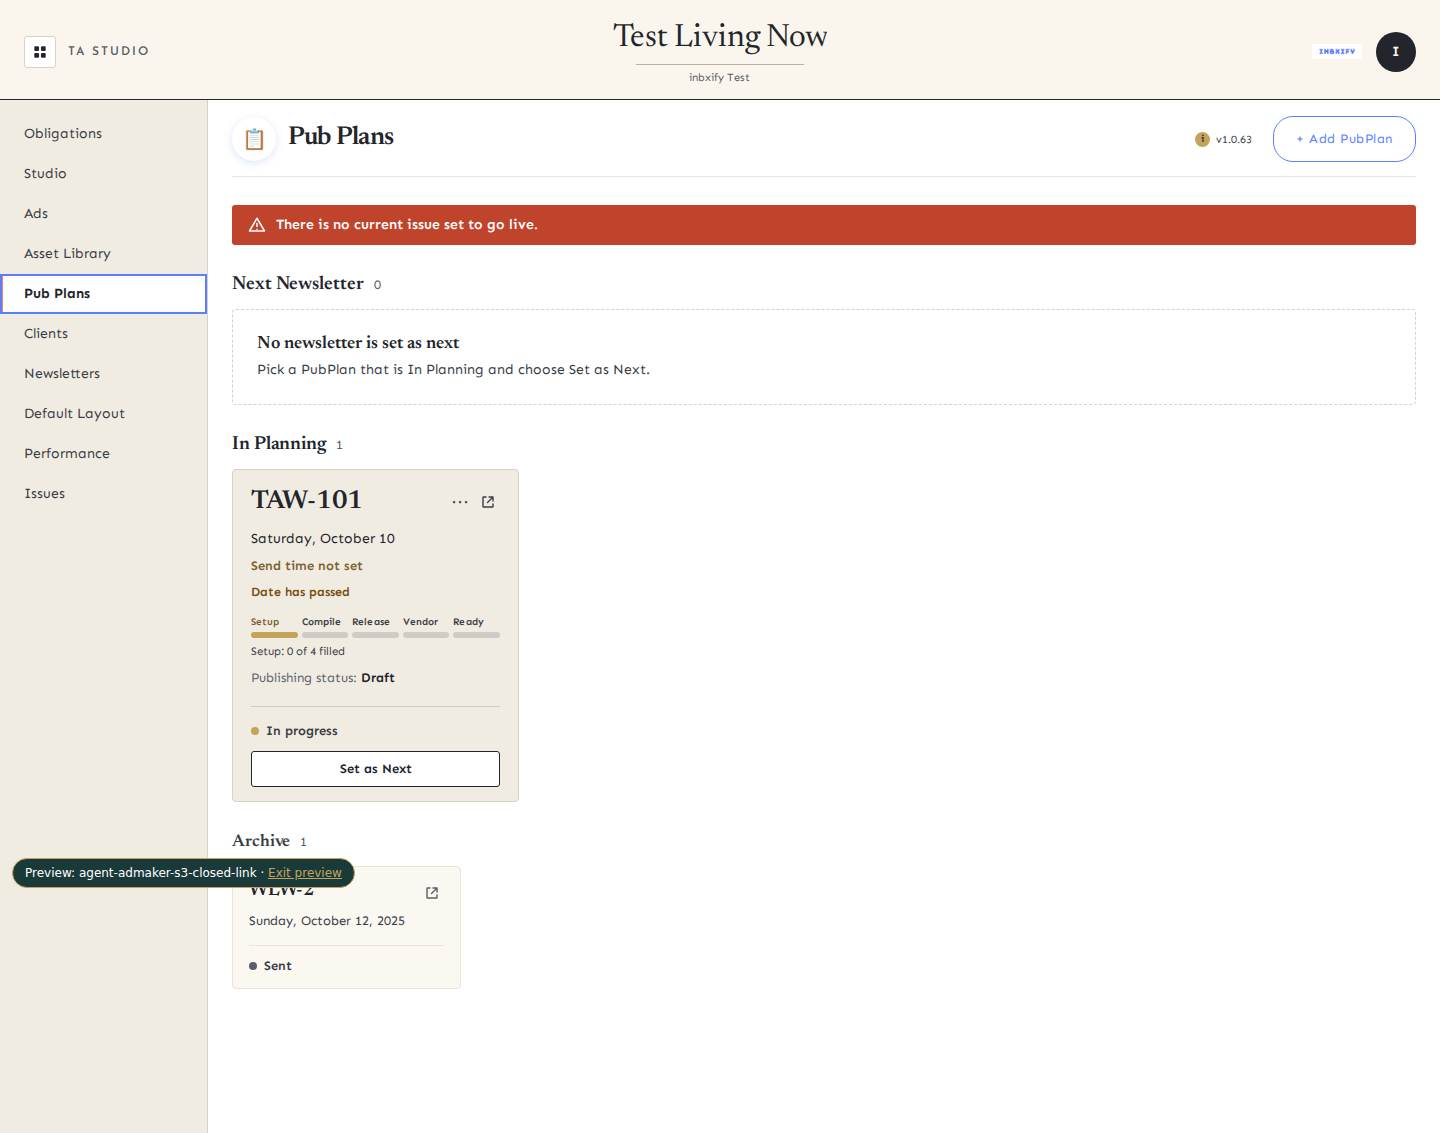 TA STUDIO
Test Living Now
inbxify Test
INBXIFY
I
Obligations
Studio
Ads
Asset Library
Pub Plans
Clients
Newsletters
Default Layout
Performance
Issues
📋 Pub Plans
i v1.0.63
+ Add PubPlan
There is no current issue set to go live.
Next Newsletter 0
No newsletter is set as next
Pick a PubPlan that is In Planning and choose Set as Next.
In Planning 1
TAW-101 ···
Saturday, October 10
Send time not set
Date has passed
Setup Compile Release Vendor Ready
Setup: 0 of 4 filled
Publishing status: Draft
In progress
Set as Next
Archive 1
Preview: agent-admaker-s3-closed-link · Exit preview
WLW-2
Sunday, October 12, 2025
Sent